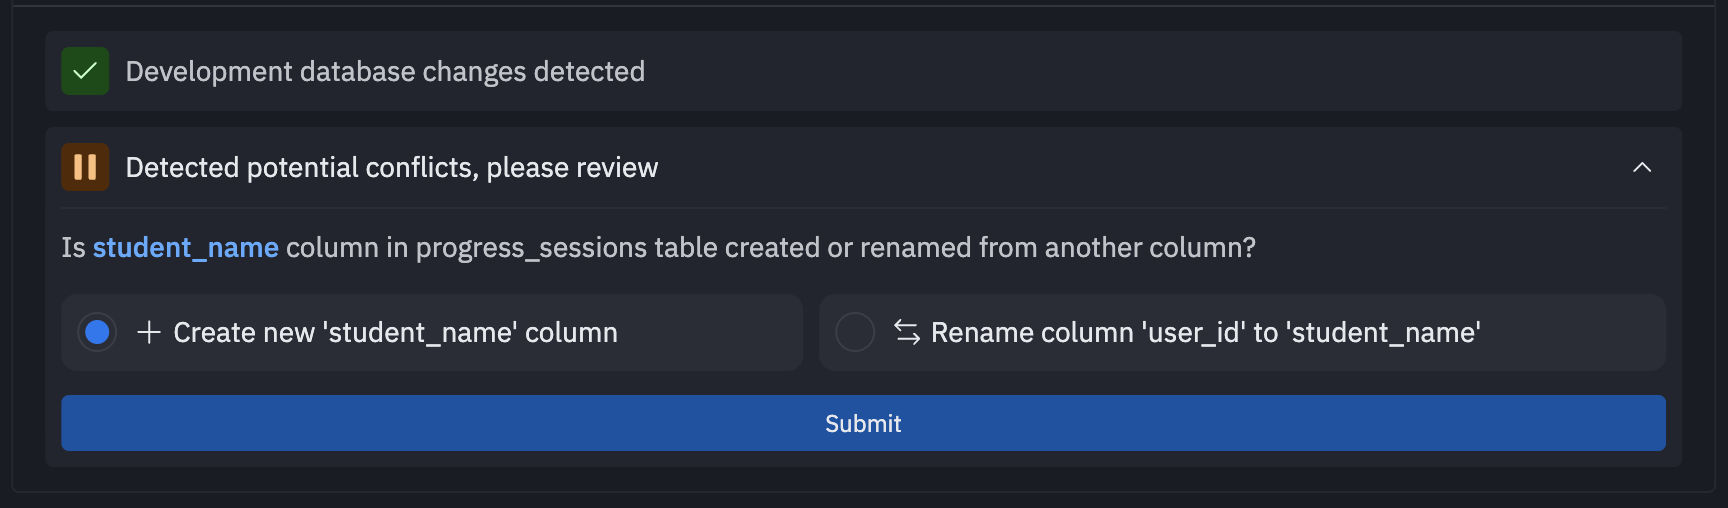 Development database changes detected
Detected potential conflicts, please review
Is student_name column in progress_sessions table created or renamed from another column?
Create new 'student_name' column
Rename column 'user_id' to 'student_name'
Submit